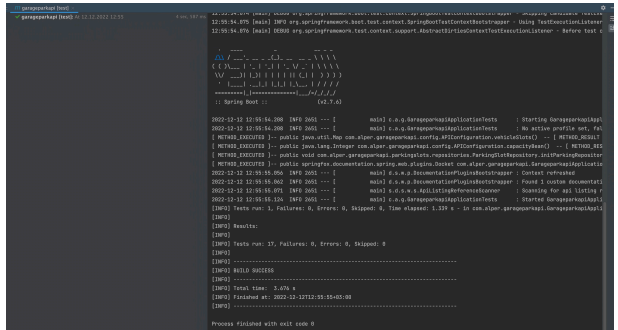 garageparkapi [test]
garageparkapi [test]: At 12.12.2022 12:55
4 sec, 387 ms
12:55:54.875 [main] INFO org.springframework.boot.test.context.SpringBootTestContextBootstrapper - Using TestExecutionListener
12:55:54.876 [main] DEBUG org.springframework.test.context.support.AbstractDirtiesContextTestExecutionListener - Before test c
:: Spring Boot :: (v2.7.6)
2022-12-12 12:55:54.208 INFO 2651 --- [ main] c.a.g.GarageparkapiApplicationTests : Starting GarageparkapiAppl
2022-12-12 12:55:54.209 INFO 2651 --- [ main] c.a.g.GarageparkapiApplicationTests : No active profile set, fal
[ METHOD_EXECUTED ]-- public java.util.Map com.alper.garageparkapi.config.APIConfiguration.vehicleSlots() -- [ METHOD_RESULT
[ METHOD_EXECUTED ]-- public java.lang.Integer com.alper.garageparkapi.config.APIConfiguration.capacityBean() -- [ METHOD_RES
[ METHOD_EXECUTED ]-- public void com.alper.garageparkapi.parkingslots.repositories.ParkingSlotRepository.initParkingRepositor
[ METHOD_EXECUTED ]-- public springfox.documentation.spring.web.plugins.Docket com.alper.garageparkapi.GarageparkapiApplicatio
2022-12-12 12:55:55.056 INFO 2651 --- [ main] d.s.w.p.DocumentationPluginsBootstrapper : Context refreshed
2022-12-12 12:55:55.062 INFO 2651 --- [ main] d.s.w.p.DocumentationPluginsBootstrapper : Found 1 custom documentati
2022-12-12 12:55:55.071 INFO 2651 --- [ main] s.d.s.w.s.ApiListingReferenceScanner : Scanning for api listing r
2022-12-12 12:55:55.124 INFO 2651 --- [ main] c.a.g.GarageparkapiApplicationTests : Started GarageparkapiAppli
[INFO] Tests run: 1, Failures: 0, Errors: 0, Skipped: 0, Time elapsed: 1.339 s - in com.alper.garageparkapi.GarageparkapiAppli
[INFO]
[INFO] Results:
[INFO]
[INFO] Tests run: 17, Failures: 0, Errors: 0, Skipped: 0
[INFO]
[INFO] ------------------------------------------------------------------------
[INFO] BUILD SUCCESS
[INFO] ------------------------------------------------------------------------
[INFO] Total time: 3.676 s
[INFO] Finished at: 2022-12-12T12:55:55+03:00
[INFO] ------------------------------------------------------------------------
Process finished with exit code 0